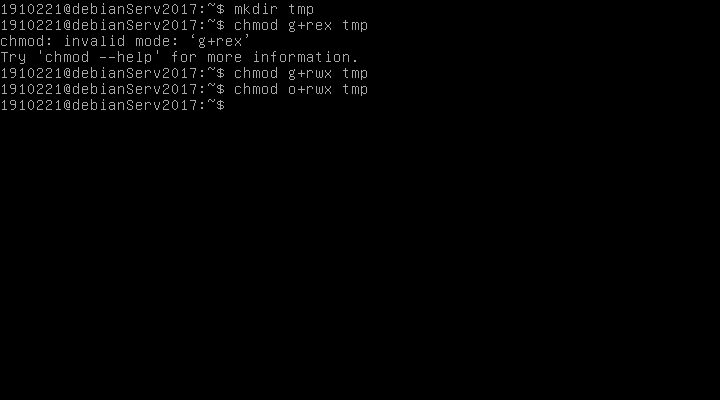 1910221@debianServ2017:~$ mkdir tmp
1910221@debianServ2017:~$ chmod g+rex tmp
chmod: invalid mode: ‘g+rex’
Try 'chmod --help' for more information.
1910221@debianServ2017:~$ chmod g+rwx tmp
1910221@debianServ2017:~$ chmod o+rwx tmp
1910221@debianServ2017:~$